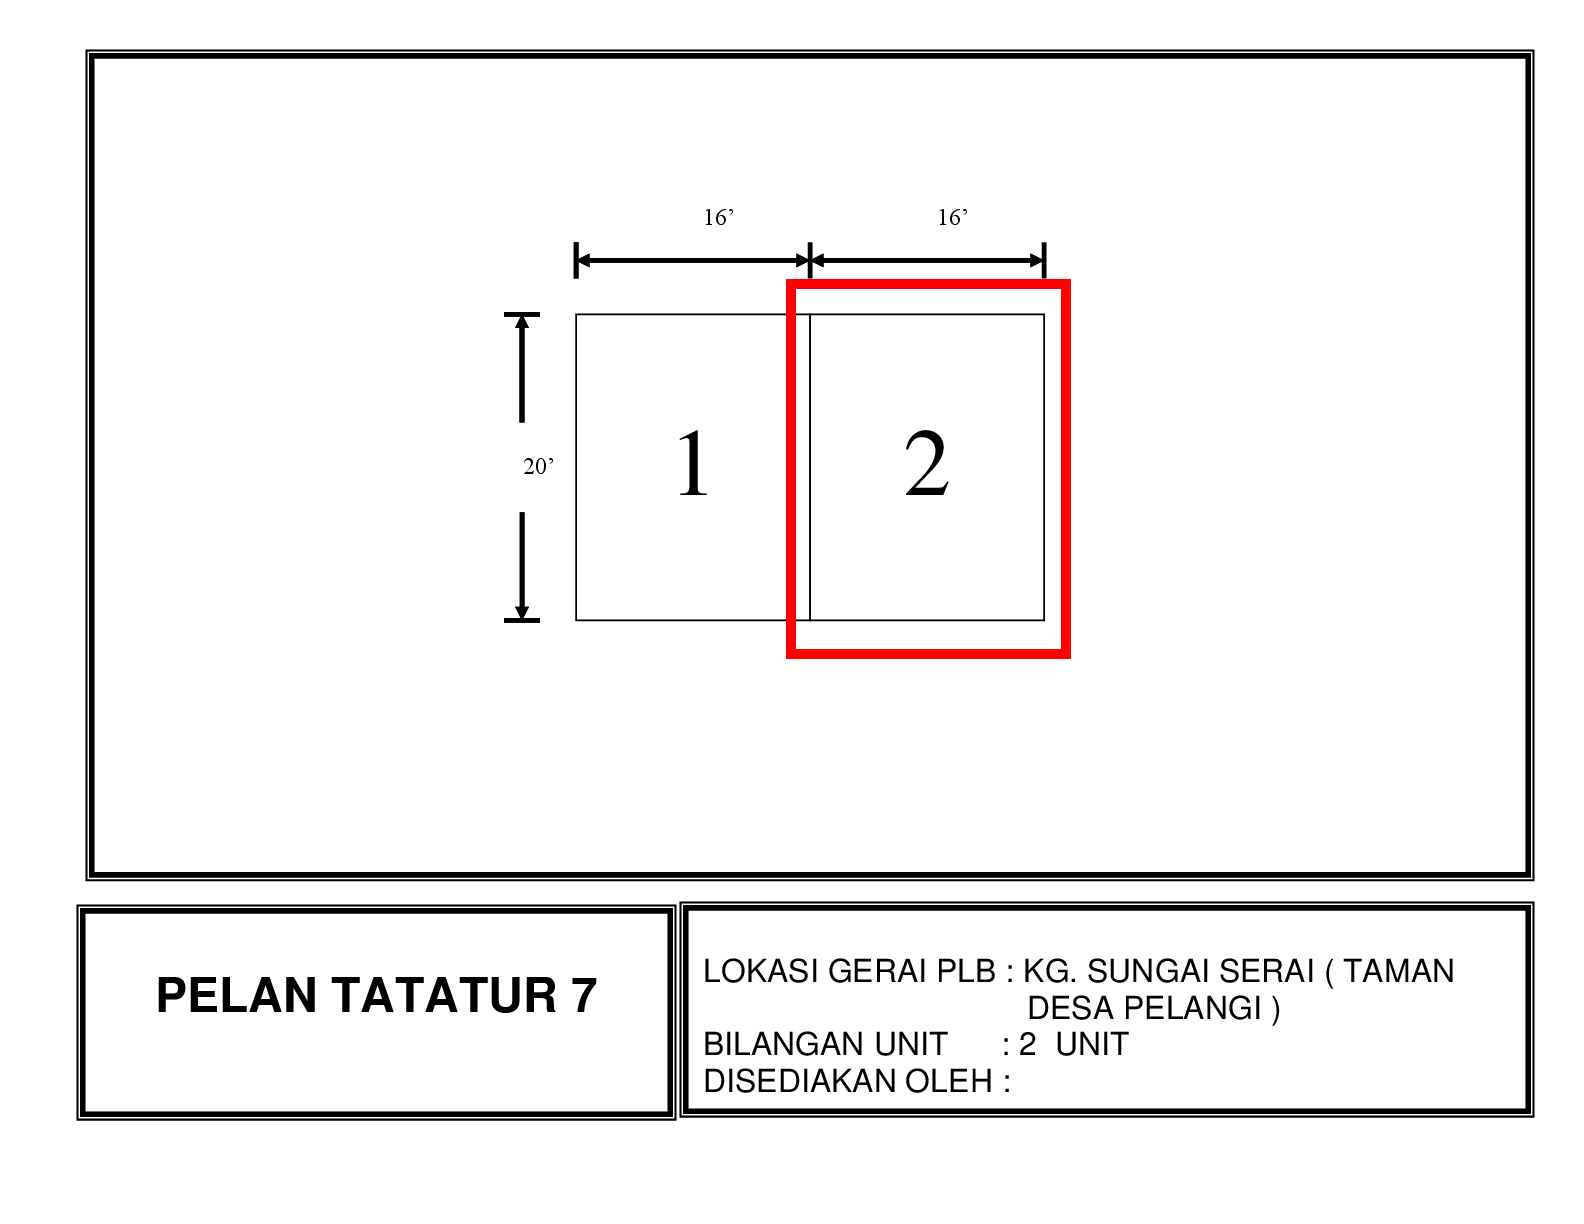 16’ 16’
20’
1 2
PELAN TATATUR 7
LOKASI GERAI PLB : KG. SUNGAI SERAI ( TAMAN
DESA PELANGI )
BILANGAN UNIT : 2 UNIT
DISEDIAKAN OLEH :